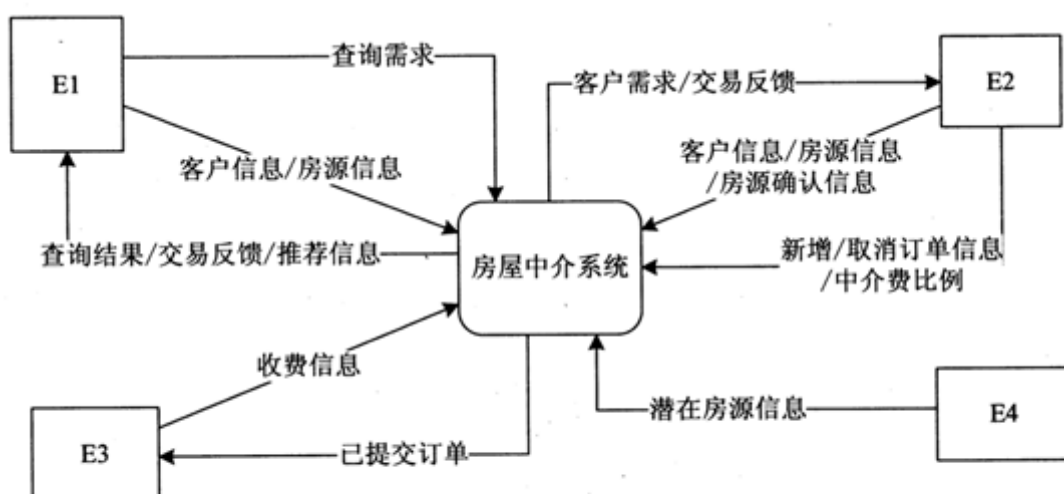 E1
查询需求
客户需求/交易反馈
E2
客户信息/房源信息
客户信息/房源信息
/房源确认信息
查询结果/交易反馈/推荐信息
房屋中介系统
新增/取消订单信息
/中介费比例
收费信息
潜在房源信息
E4
E3
已提交订单